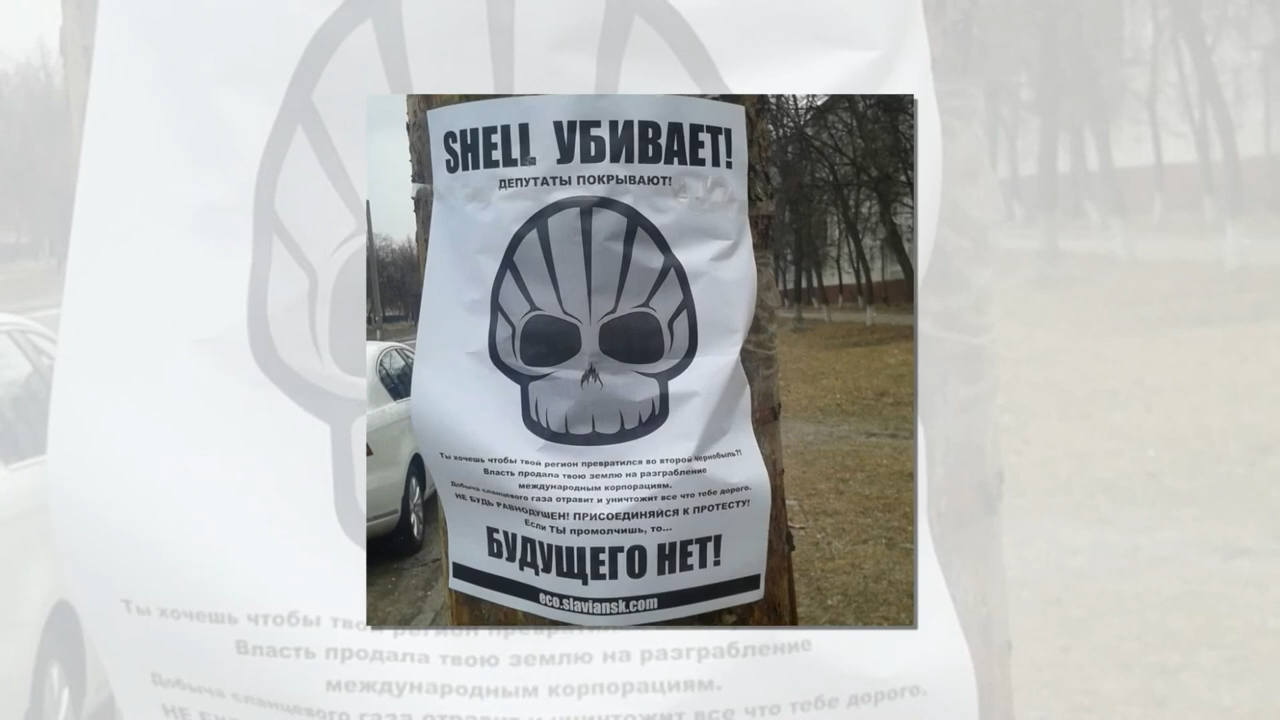 SHELL УБИВАЕТ!
ДЕПУТАТЫ ПОКРЫВАЮТ!
Ты хочешь чтобы твой регион превратился во второй Чернобыль?!
Власть продала твою землю на разграбление
международным корпорациям.
Добыча сланцевого газа отравит и уничтожит все что тебе дорого.
НЕ БУДЬ РАВНОДУШЕН! ПРИСОЕДИНЯЙСЯ К ПРОТЕСТУ!
Если ТЫ промолчишь, то...
БУДУЩЕГО НЕТ!
eco.slaviansk.com
Ты хочешь чтобы
Власть продала твою землю на разграбление
международным корпорациям.
Добыча сланцевого газа отравит и уничтожит все что тебе дорого.